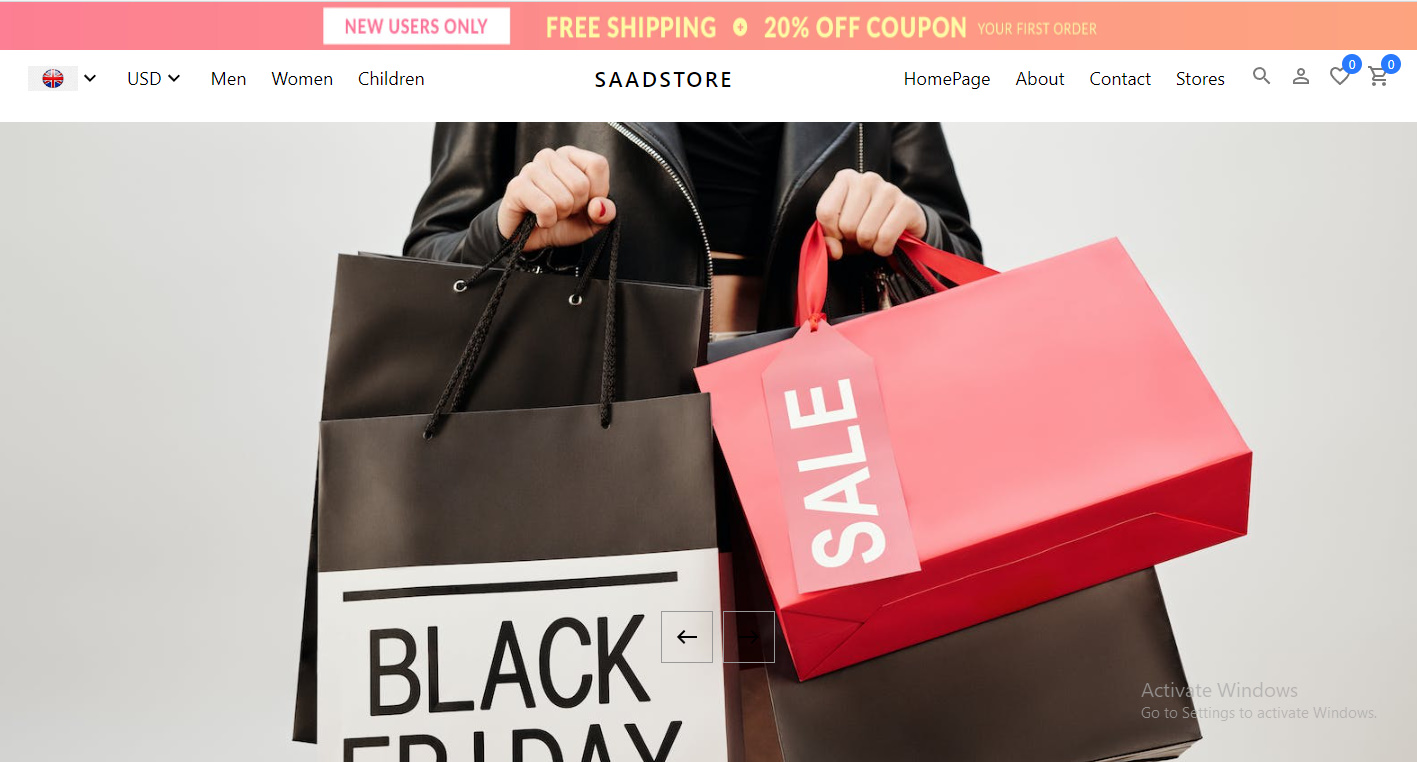 NEW USERS ONLY FREE SHIPPING 20% OFF COUPON YOUR FIRST ORDER
USD Men Women Children SAADSTORE HomePage About Contact Stores 0 0
SALE
BLACK
FRIDAY
Activate Windows
Go to Settings to activate Windows.